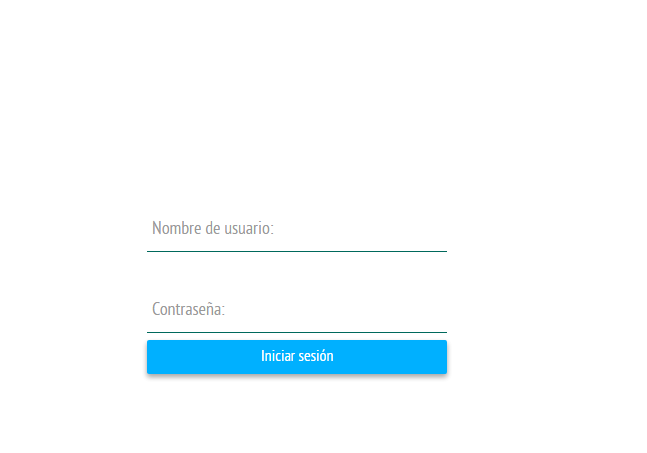 Nombre de usuario:
Contraseña:
Iniciar sesión